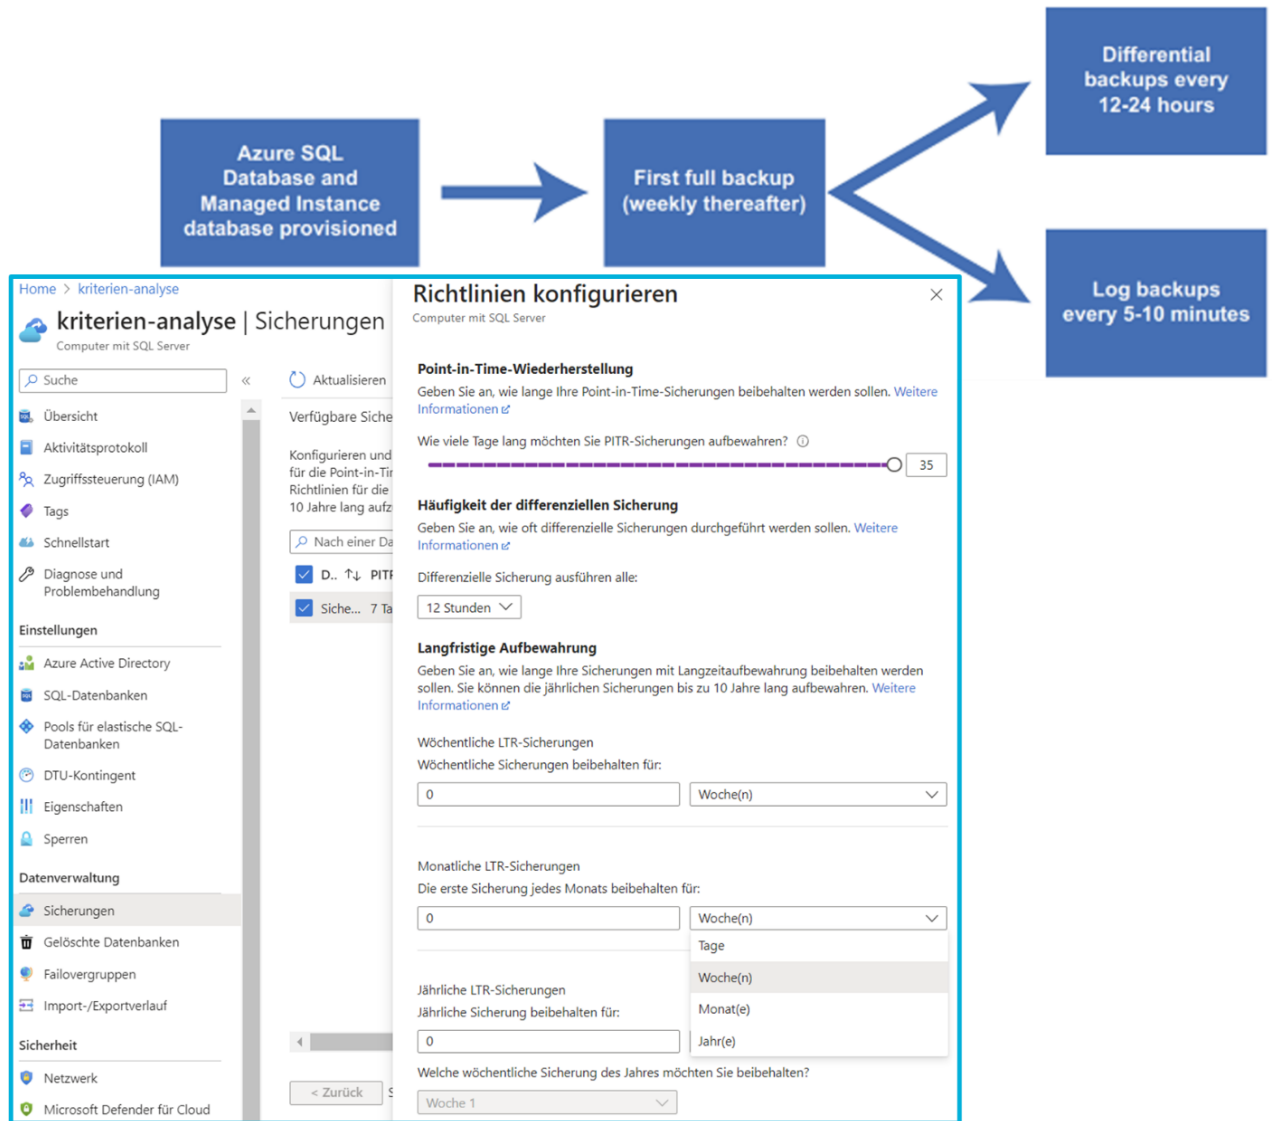 Azure SQL
Database and
Managed Instance
database provisioned
First full backup
(weekly thereafter)
Differential
backups every
12-24 hours
Log backups
every 5-10 minutes
Home > kriterien-analyse
kriterien-analyse | Sicherungen
Computer mit SQL Server
Suche
«
Übersicht
Aktivitätsprotokoll
Zugriffssteuerung (IAM)
Tags
Schnellstart
Diagnose und
Problembehandlung
Einstellungen
Azure Active Directory
SQL-Datenbanken
Pools für elastische SQL-
Datenbanken
DTU-Kontingent
Eigenschaften
Sperren
Datenverwaltung
Sicherungen
Gelöschte Datenbanken
Failovergruppen
Import-/Exportverlauf
Sicherheit
Netzwerk
Microsoft Defender für Cloud
Aktualisieren
Verfügbare Siche
Konfigurieren und
für die Point-in-Tir
Richtlinien für die
10 Jahre lang aufz
Nach einer Da
D.. ↑↓ PITR
Siche... 7 Ta
< Zurück S
Richtlinien konfigurieren
Computer mit SQL Server
Point-in-Time-Wiederherstellung
Geben Sie an, wie lange Ihre Point-in-Time-Sicherungen beibehalten werden sollen. Weitere
Informationen
Wie viele Tage lang möchten Sie PITR-Sicherungen aufbewahren?
35
Häufigkeit der differenziellen Sicherung
Geben Sie an, wie oft differenzielle Sicherungen durchgeführt werden sollen. Weitere
Informationen
Differenzielle Sicherung ausführen alle:
12 Stunden
Langfristige Aufbewahrung
Geben Sie an, wie lange Ihre Sicherungen mit Langzeitaufbewahrung beibehalten werden
sollen. Sie können die jährlichen Sicherungen bis zu 10 Jahre lang aufbewahren. Weitere
Informationen
Wöchentliche LTR-Sicherungen
Wöchentliche Sicherungen beibehalten für:
0 Woche(n)
Monatliche LTR-Sicherungen
Die erste Sicherung jedes Monats beibehalten für:
0 Woche(n)
Tage
Woche(n)
Monat(e)
Jahr(e)
Jährliche LTR-Sicherungen
Jährliche Sicherung beibehalten für:
0
Welche wöchentliche Sicherung des Jahres möchten Sie beibehalten?
Woche 1